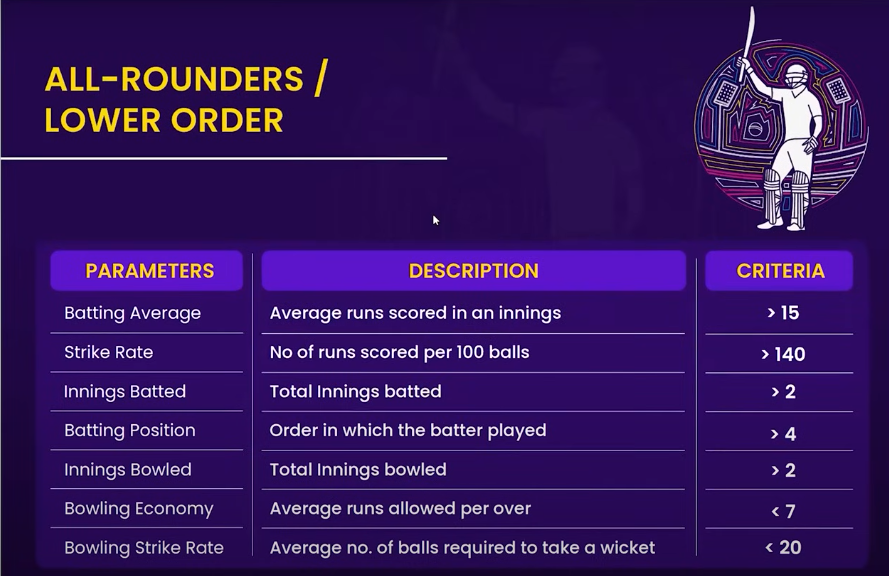 ALL-ROUNDERS /
LOWER ORDER
PARAMETERS DESCRIPTION CRITERIA
Batting Average Average runs scored in an innings > 15
Strike Rate No of runs scored per 100 balls > 140
Innings Batted Total Innings batted > 2
Batting Position Order in which the batter played > 4
Innings Bowled Total Innings bowled > 2
Bowling Economy Average runs allowed per over < 7
Bowling Strike Rate Average no. of balls required to take a wicket < 20